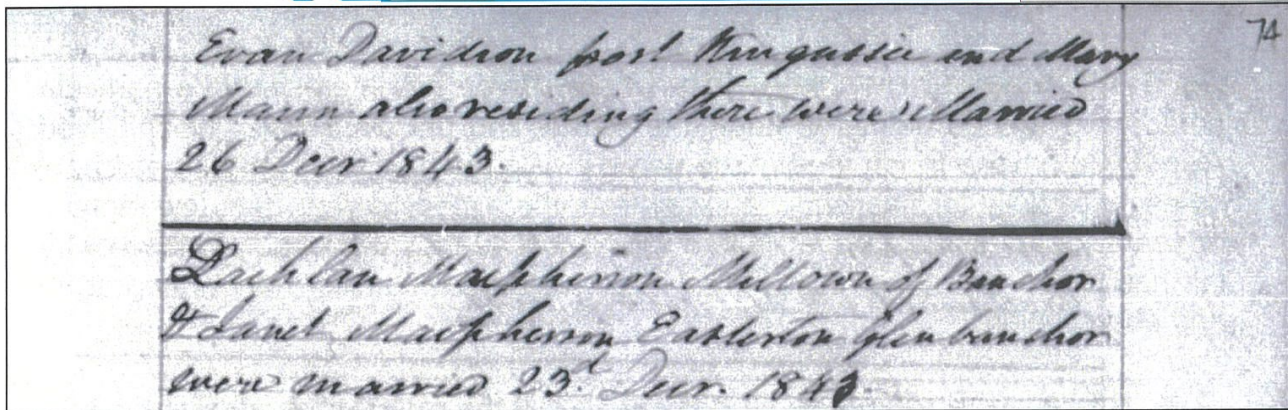 74
Evan Davidson post Kingussie and Mary
Mann also residing there were Married
26 Decr 1843.
Lachlan Macpherson Milltown of Banchor
& Janet Macpherson Easterton Glenbanchor
were married 23d. Decr. 1843.